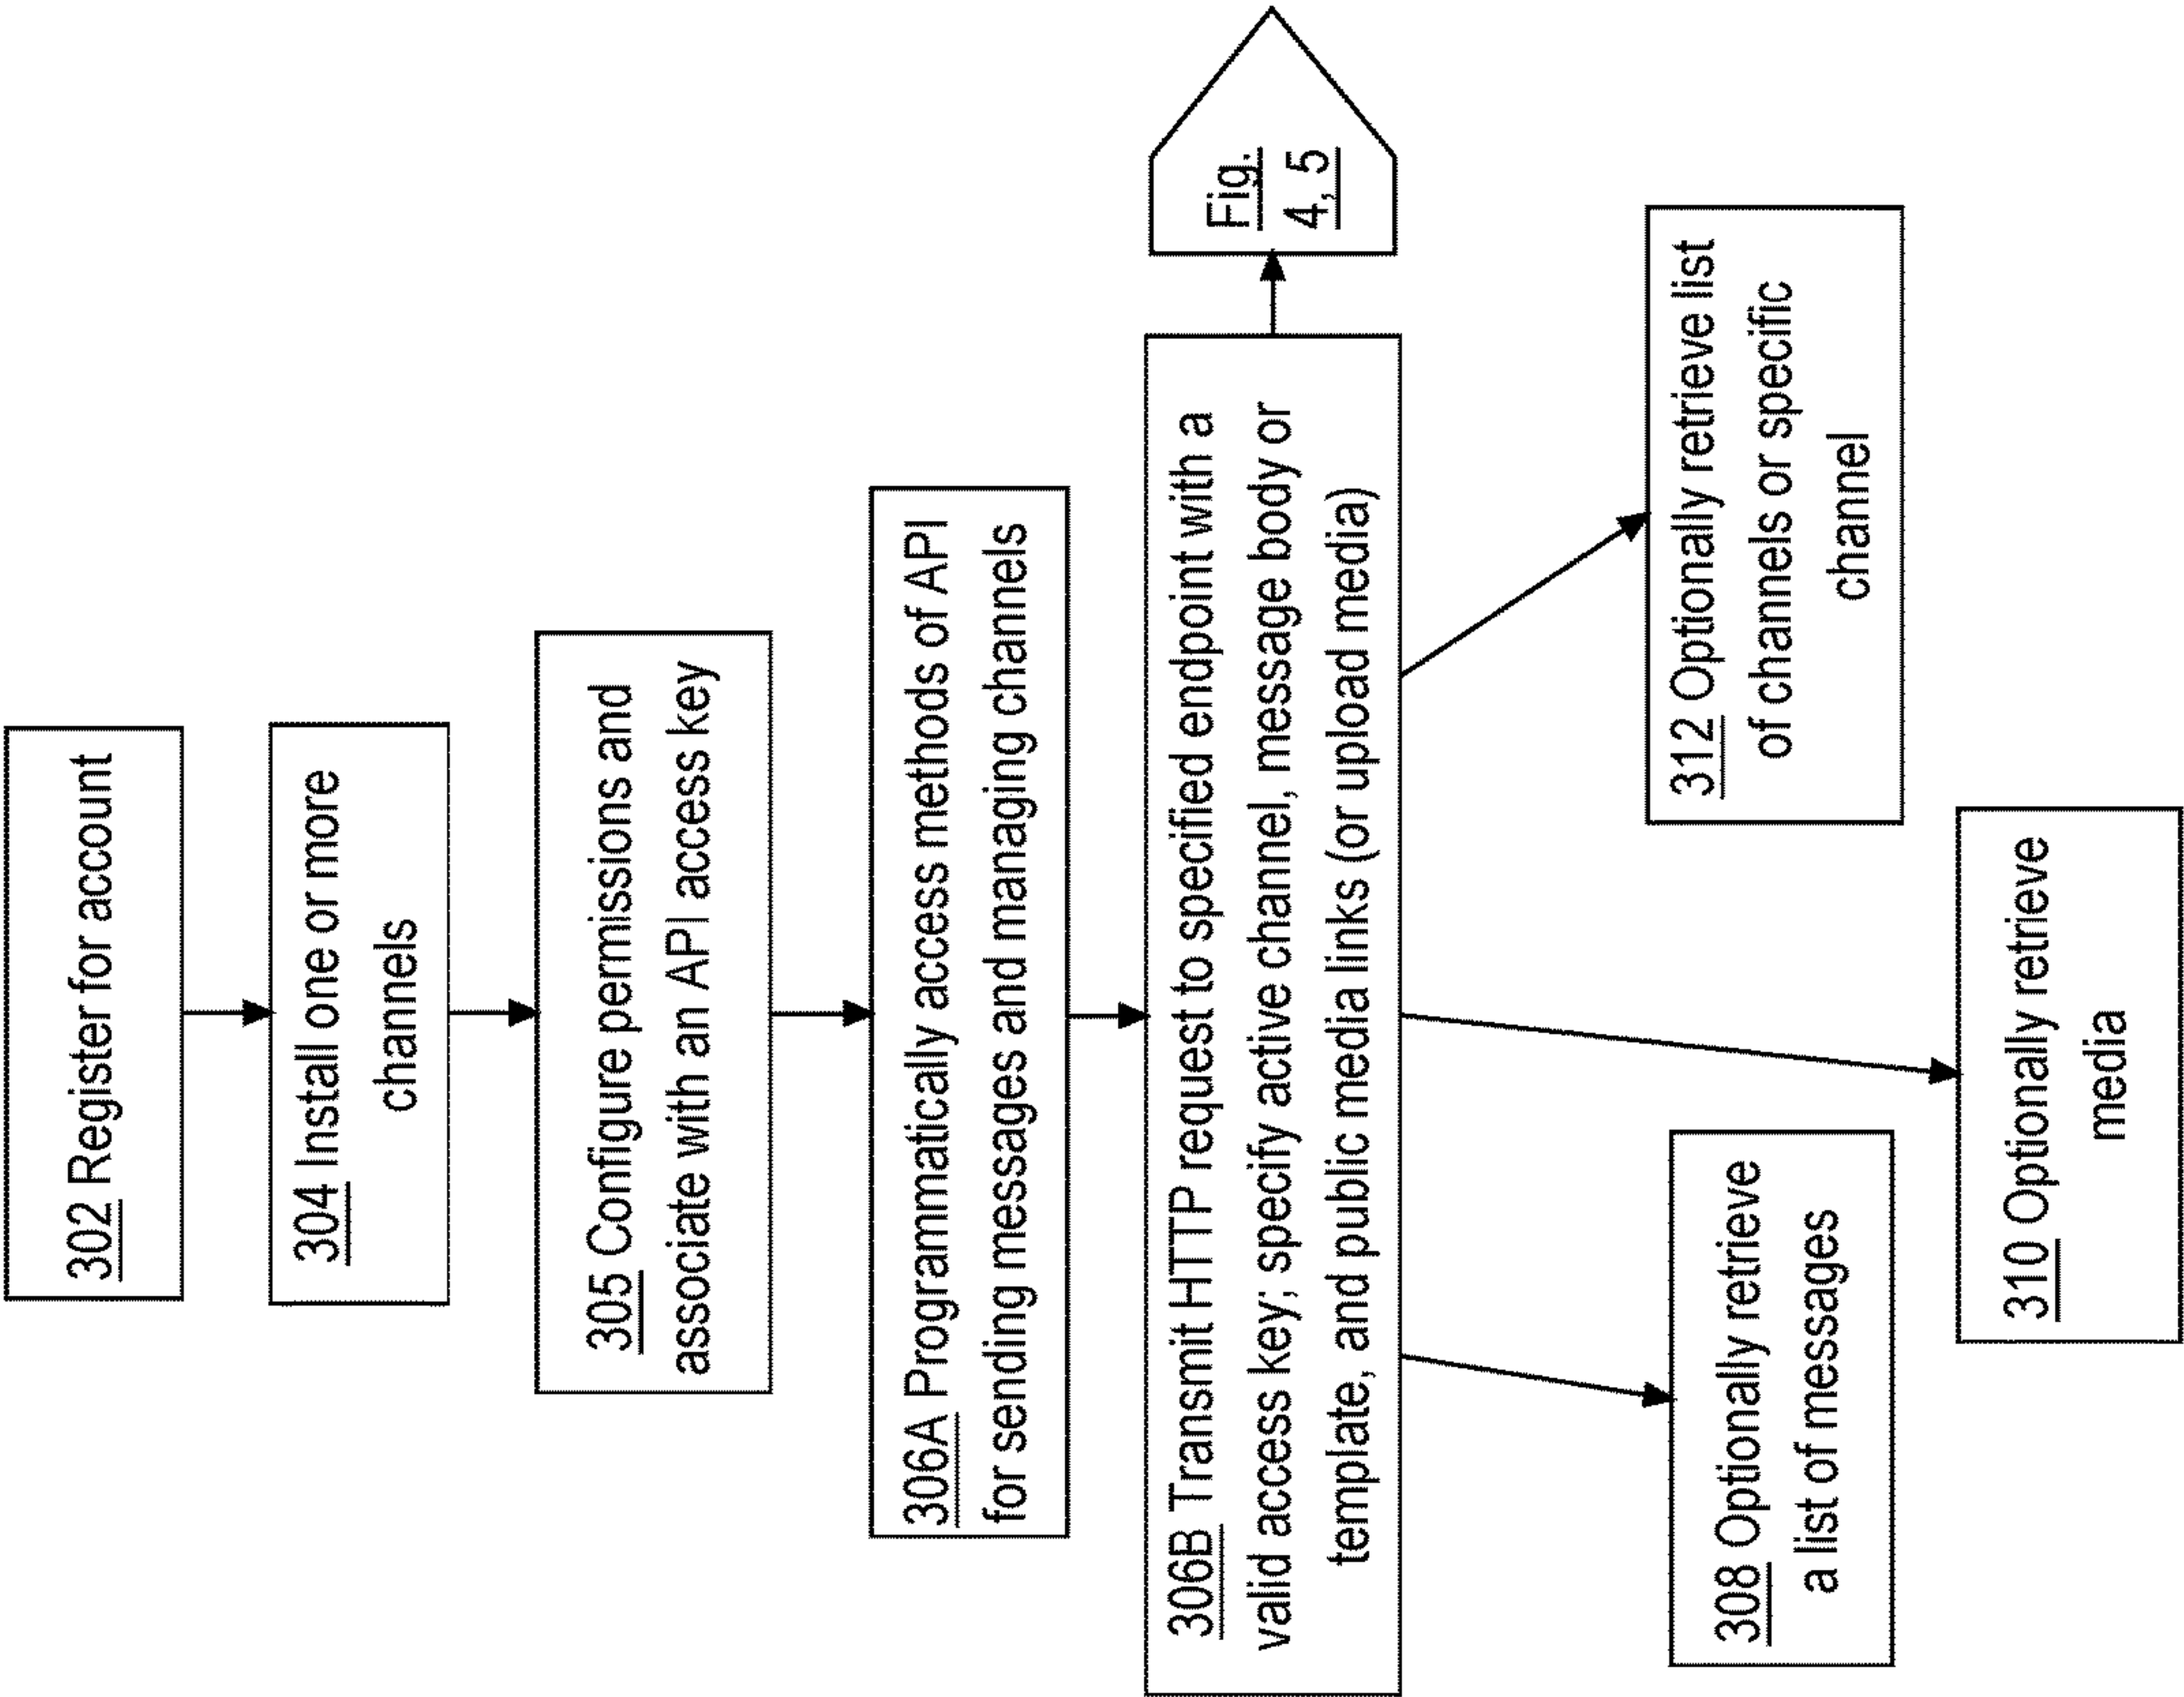 302 Register for account
304 Install one or more
channels
305 Configure permissions and
associate with an API access key
306A Programmatically access methods of API
for sending messages and managing channels
306B Transmit HTTP request to specified endpoint with a
valid access key; specify active channel, message body or
template, and public media links (or upload media)
Fig.
4, 5
308 Optionally retrieve
a list of messages
310 Optionally retrieve
media
312 Optionally retrieve list
of channels or specific
channel